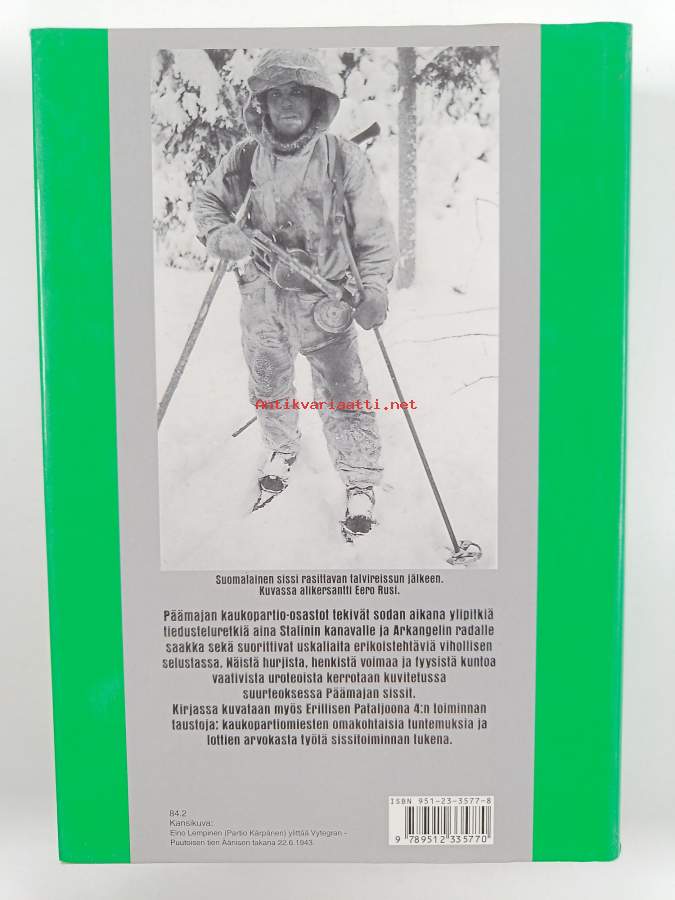 Antikvariaatti.net
Suomalainen sissi rasittavan talvireissun jälkeen.
Kuvassa alikersantti Eero Rusi.
Päämajan kaukopartio-osastot tekivät sodan aikana ylipitkiä
tiedusteluretkiä aina Stalinin kanavalle ja Arkangelin radalle
saakka sekä suorittivat uskaliaita erikoistehtäviä vihollisen
selustassa. Näistä hurjista, henkistä voimaa ja fyysistä kuntoa
vaativista uroteoista kerrotaan kuvitetussa
suurteoksessa Päämajan sissit.
Kirjassa kuvataan myös Erillisen Pataljoona 4:n toiminnan
taustoja: kaukopartiomiesten omakohtaisia tuntemuksia ja
lottien arvokasta työtä sissitoiminnan tukena.
ISBN 951-23-3577-8
84.2
Kansikuva:
Eino Lempinen (Partio Kärpänen) ylittää Vytegran -
Puutoisen tien Äänisen takana 22.6.1943.
9 789512 335770